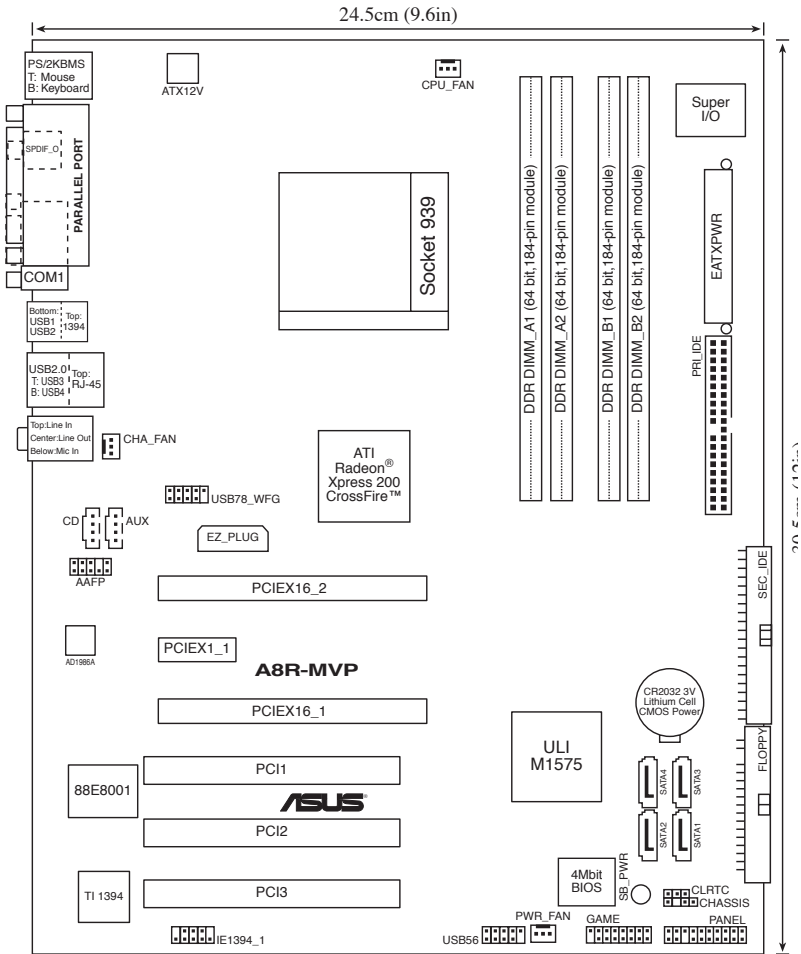 24.5cm (9.6in)
PS/2KBMS
T: Mouse
B: Keyboard
ATX12V
CPU_FAN
Super
I/O
SPDIF_O
PARALLEL PORT
COM1
Socket 939
DDR DIMM_A1 (64 bit,184-pin module)
DDR DIMM_A2 (64 bit,184-pin module)
DDR DIMM_B1 (64 bit,184-pin module)
DDR DIMM_B2 (64 bit,184-pin module)
EATXPWR
PRI_IDE
Bottom:
USB1
USB2
Top:
1394
USB2.0
T: USB3
B: USB4
Top:
RJ-45
Top:Line In
Center:Line Out
Below:Mic In
CHA_FAN
ATI
Radeon®
Xpress 200
CrossFire™
USB78_WFG
CD
AUX
EZ_PLUG
AAFP
PCIEX16_2
SEC_IDE
AD1986A
PCIEX1_1
A8R-MVP
PCIEX16_1
CR2032 3V
Lithium Cell
CMOS Power
ULI
M1575
FLOPPY
PCI1
88E8001
ASUS®
SATA4
SATA3
SATA2
SATA1
PCI2
4Mbit
BIOS
SB_PWR
TI 1394
PCI3
CLRTC
CHASSIS
IE1394_1
USB56
PWR_FAN
GAME
PANEL